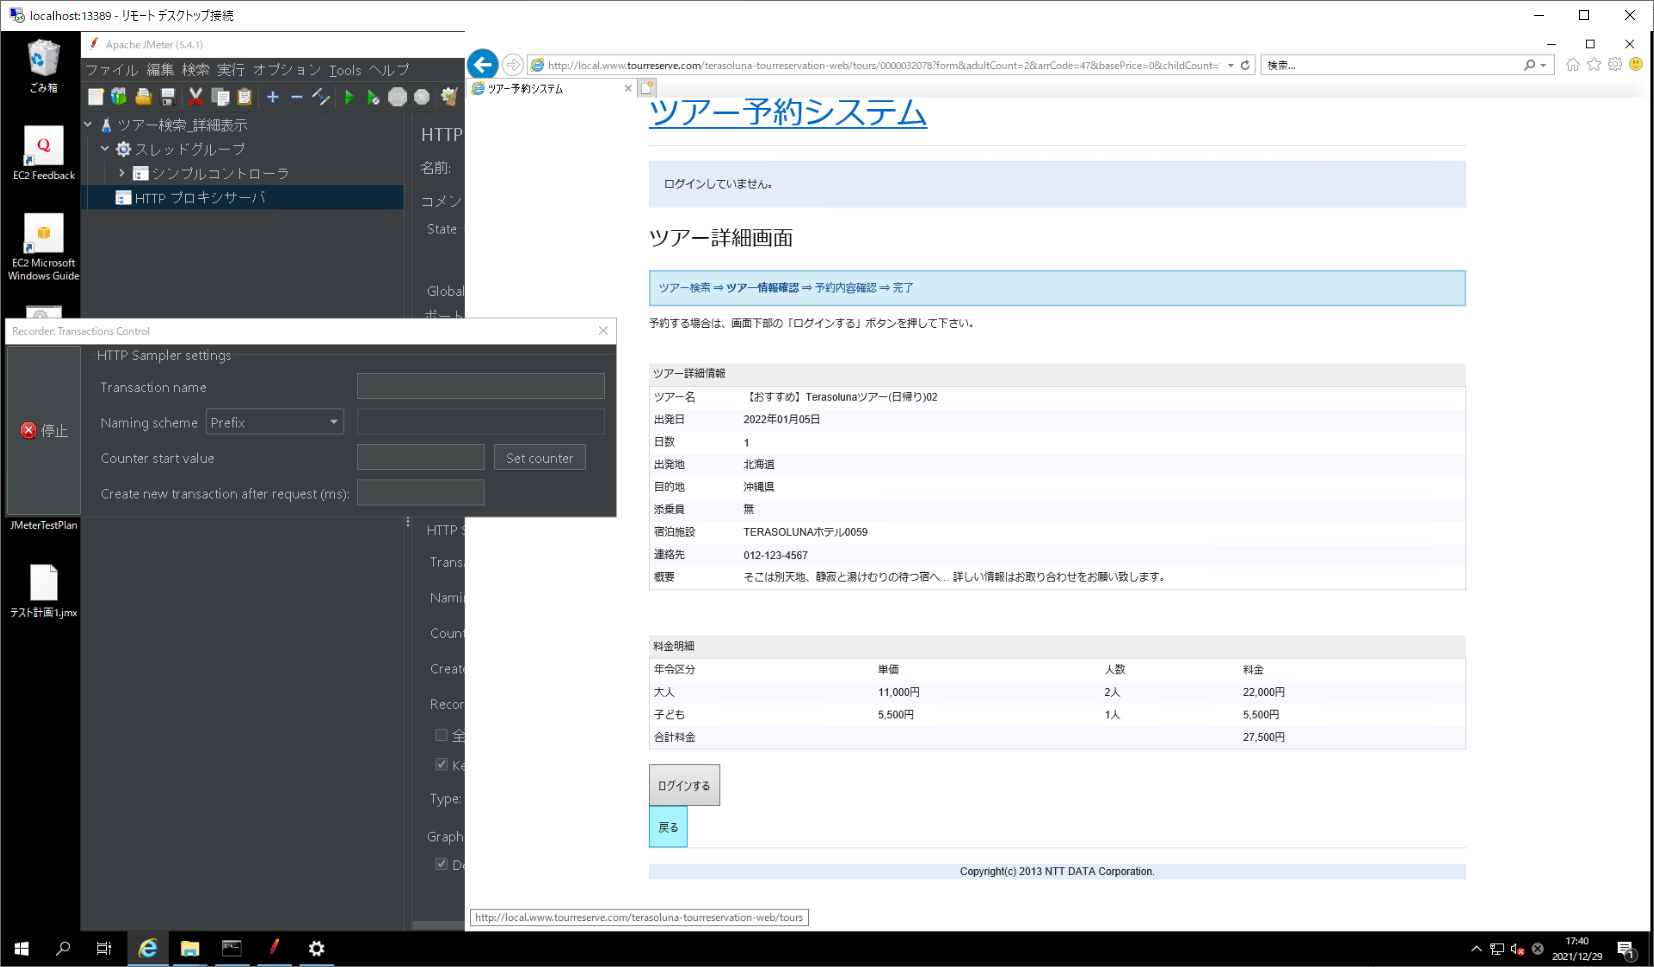 localhost:13389 - リモート デスクトップ接続
ごみ箱
EC2 Feedback
EC2 Microsoft
Windows Guide
JMeterTestPlan
テスト計画1.jmx
Apache JMeter (5.4.1)
ファイル 編集 検索 実行 オプション Tools ヘルプ
ツアー検索_詳細表示
スレッドグループ
シンプルコントローラ
HTTP プロキシサーバ
HTTP
名前:
コメン
State
Global
ポート
Recorder: Transactions Control
停止
HTTP Sampler settings
Transaction name
Naming scheme Prefix
Counter start value Set counter
Create new transaction after request (ms):
HTTP S
Trans
Nami
Count
Create
Recor
全
Ke
Type:
Graph
De
http://local.www.tourreserve.com/terasoluna-tourreservation-web/tours/0000032078?form&adultCount=2&arrCode=47&basePrice=0&childCount=
検索...
ツアー予約システム
ツアー予約システム
ログインしていません。
ツアー詳細画面
ツアー検索 ⇒ ツアー情報確認 ⇒ 予約内容確認 ⇒ 完了
予約する場合は、画面下部の「ログインする」ボタンを押して下さい。
ツアー詳細情報
ツアー名 【おすすめ】Terasolunaツアー(日帰り)02
出発日 2022年01月05日
日数 1
出発地 北海道
目的地 沖縄県
添乗員 無
宿泊施設 TERASOLUNAホテル0059
連絡先 012-123-4567
概要 そこは別天地、静寂と湯けむりの待つ宿へ... 詳しい情報はお取り合わせをお願い致します。
料金明細
年令区分 単価 人数 料金
大人 11,000円 2人 22,000円
子ども 5,500円 1人 5,500円
合計料金 27,500円
ログインする
戻る
Copyright(c) 2013 NTT DATA Corporation.
http://local.www.tourreserve.com/terasoluna-tourreservation-web/tours
17:40
2021/12/29
1